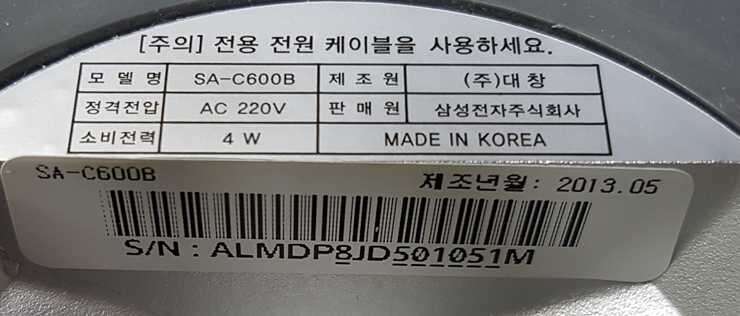 [주의] 전용 전원 케이블을 사용하세요.
모 델 명 SA-C600B 제 조 원 (주)대 창
정격전압 AC 220V 판 매 원 삼성전자주식회사
소비전력 4 W MADE IN KOREA
SA-C600B 제조년월: 2013.05
S/N : ALMDP8JD501051M